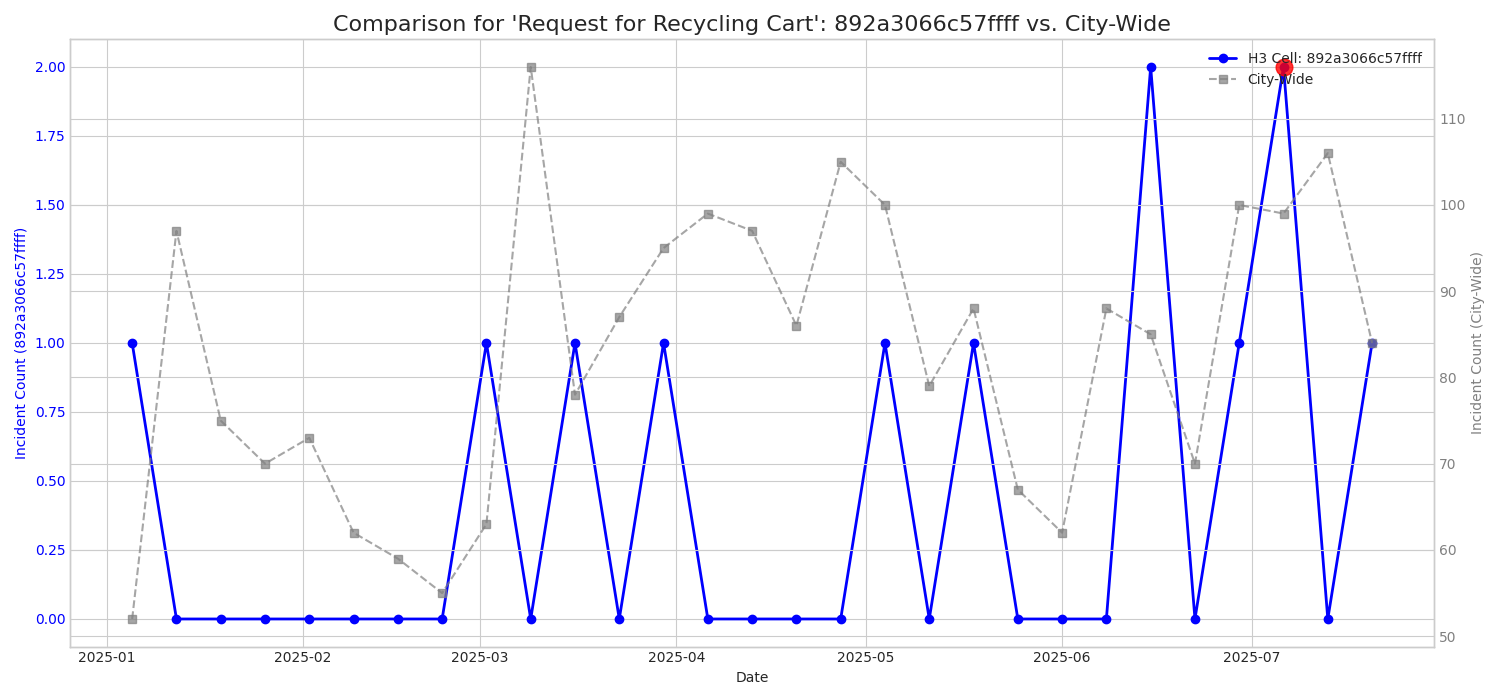 Comparison for 'Request for Recycling Cart': 892a3066c57ffff vs. City-Wide
H3 Cell: 892a3066c57ffff
City-Wide
Incident Count (892a3066c57ffff)
2.00
1.75
1.50
1.25
1.00
0.75
0.50
0.25
0.00
110
100
90
80
70
60
50
Incident Count (City-Wide)
2025-01 2025-02 2025-03 2025-04 2025-05 2025-06 2025-07
Date